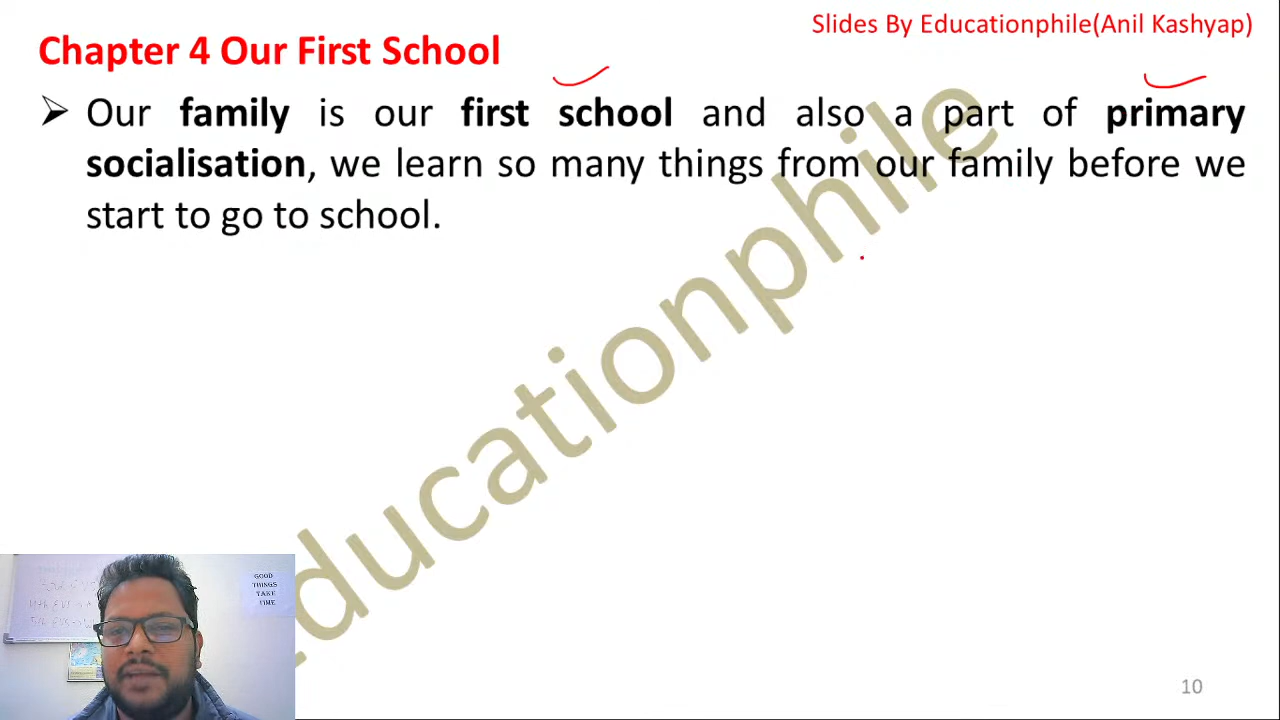 Slides By Educationphile(Anil Kashyap)
Chapter 4 Our First School
➢ Our family is our first school and also a part of primary
socialisation, we learn so many things from our family before we
start to go to school.
Educationphile
GOOD
THINGS
TAKE
TIME
10